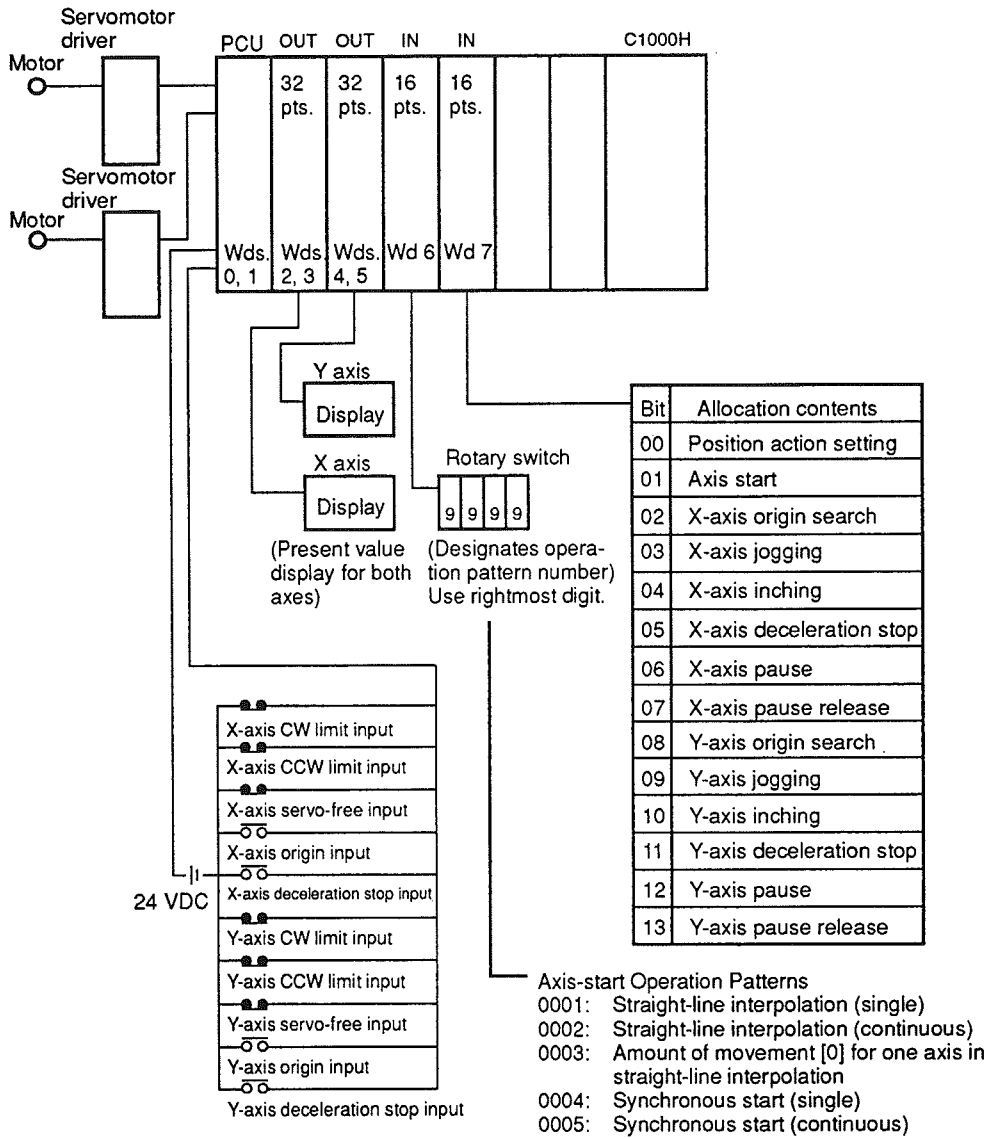 Servomotor
driver
Motor
PCU OUT OUT IN IN C1000H
32
pts.
32
pts.
16
pts.
16
pts.
Servomotor
driver
Motor
Wds.
0, 1
Wds.
2, 3
Wds.
4, 5
Wd 6
Wd 7
Y axis
Display
X axis
Display
(Present value
display for both
axes)
Rotary switch
9 9 9 9
(Designates opera-
tion pattern number)
Use rightmost digit.
Bit Allocation contents
00 Position action setting
01 Axis start
02 X-axis origin search
03 X-axis jogging
04 X-axis inching
05 X-axis deceleration stop
06 X-axis pause
07 X-axis pause release
08 Y-axis origin search
09 Y-axis jogging
10 Y-axis inching
11 Y-axis deceleration stop
12 Y-axis pause
13 Y-axis pause release
X-axis CW limit input
X-axis CCW limit input
X-axis servo-free input
X-axis origin input
X-axis deceleration stop input
24 VDC
Y-axis CW limit input
Y-axis CCW limit input
Y-axis servo-free input
Y-axis origin input
Y-axis deceleration stop input
Axis-start Operation Patterns
0001: Straight-line interpolation (single)
0002: Straight-line interpolation (continuous)
0003: Amount of movement [0] for one axis in
straight-line interpolation
0004: Synchronous start (single)
0005: Synchronous start (continuous)